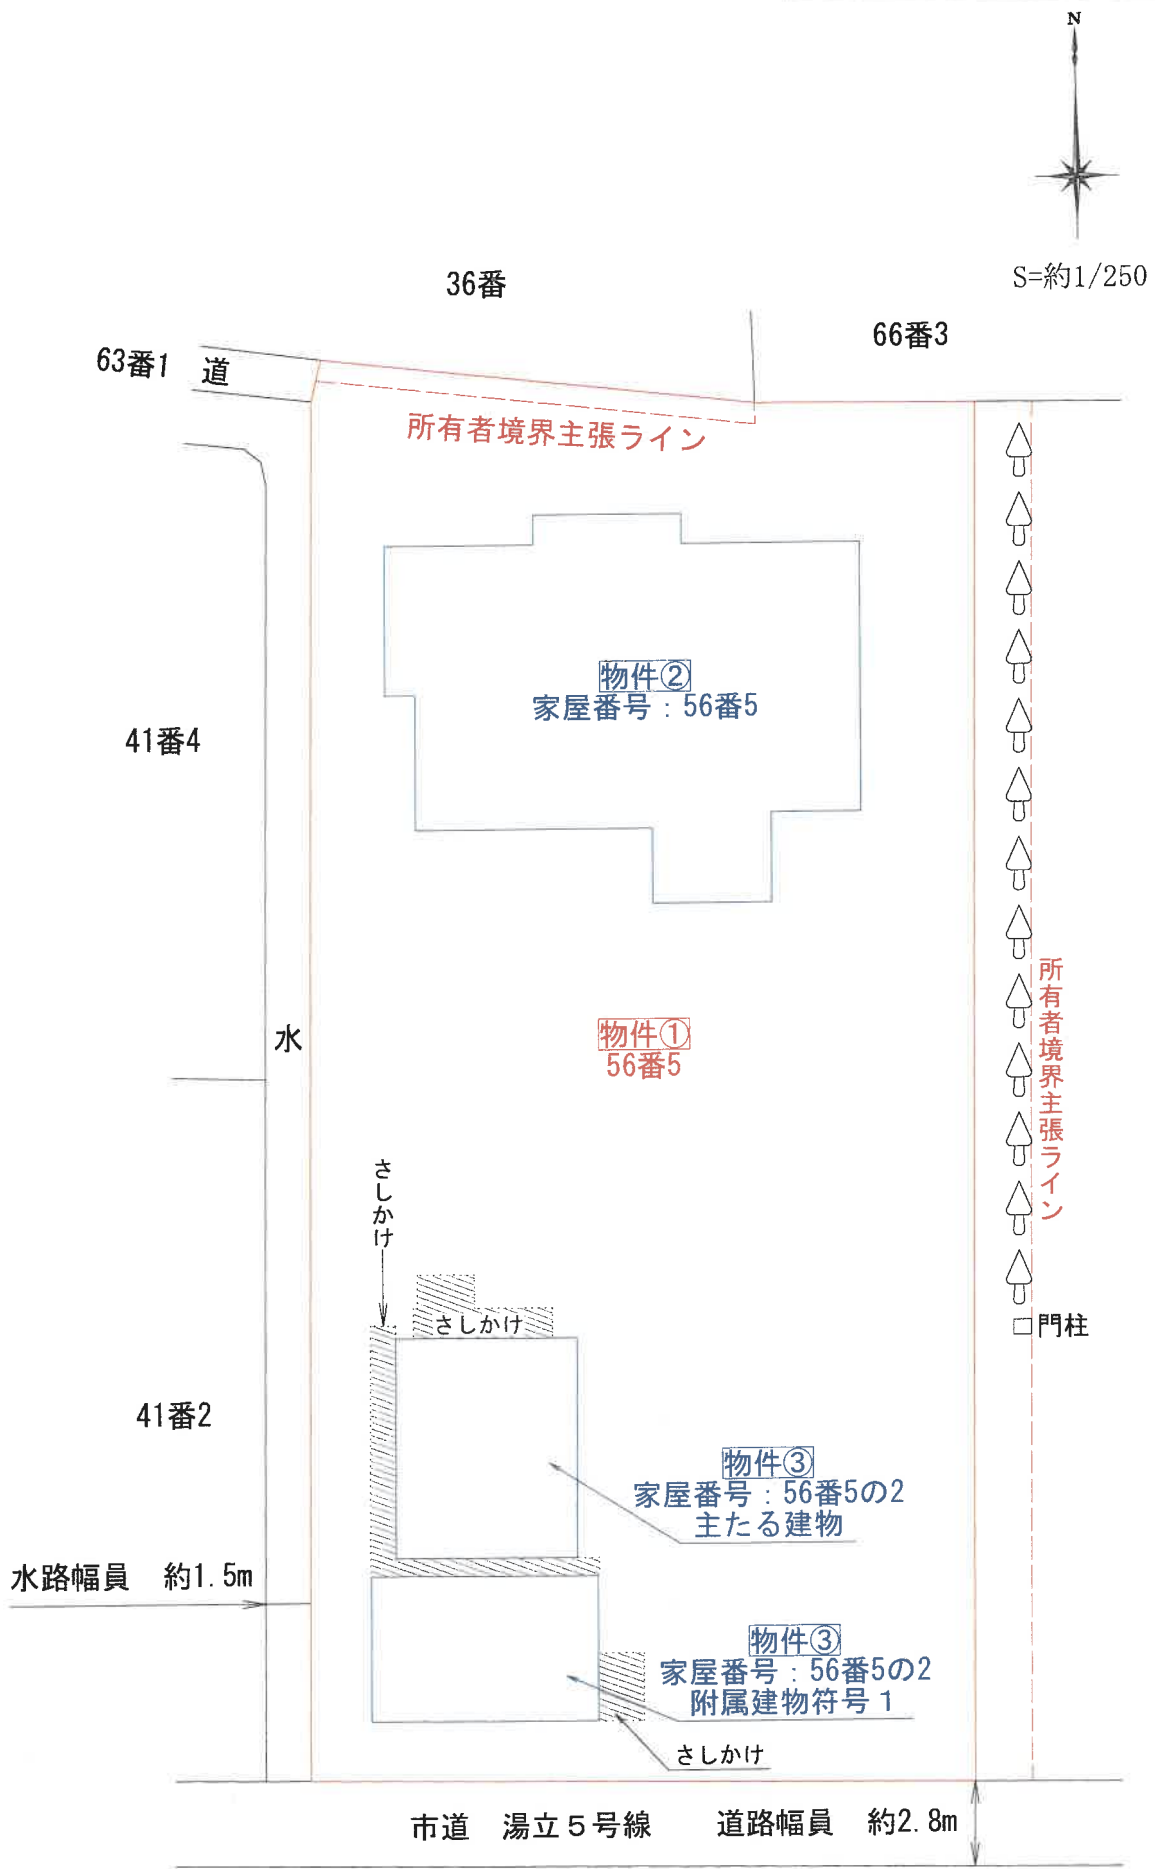 N
S=約1/250
36番
66番3
63番1 道
所有者境界主張ライン
物件②
家屋番号：56番5
41番4
水
物件①
56番5
所有者境界主張ライン
さしかけ
さしかけ
門柱
41番2
物件③
家屋番号：56番5の2
主たる建物
水路幅員　約1.5m
物件③
家屋番号：56番5の2
附属建物符号１
さしかけ
市道　湯立５号線　　道路幅員　約2.8m